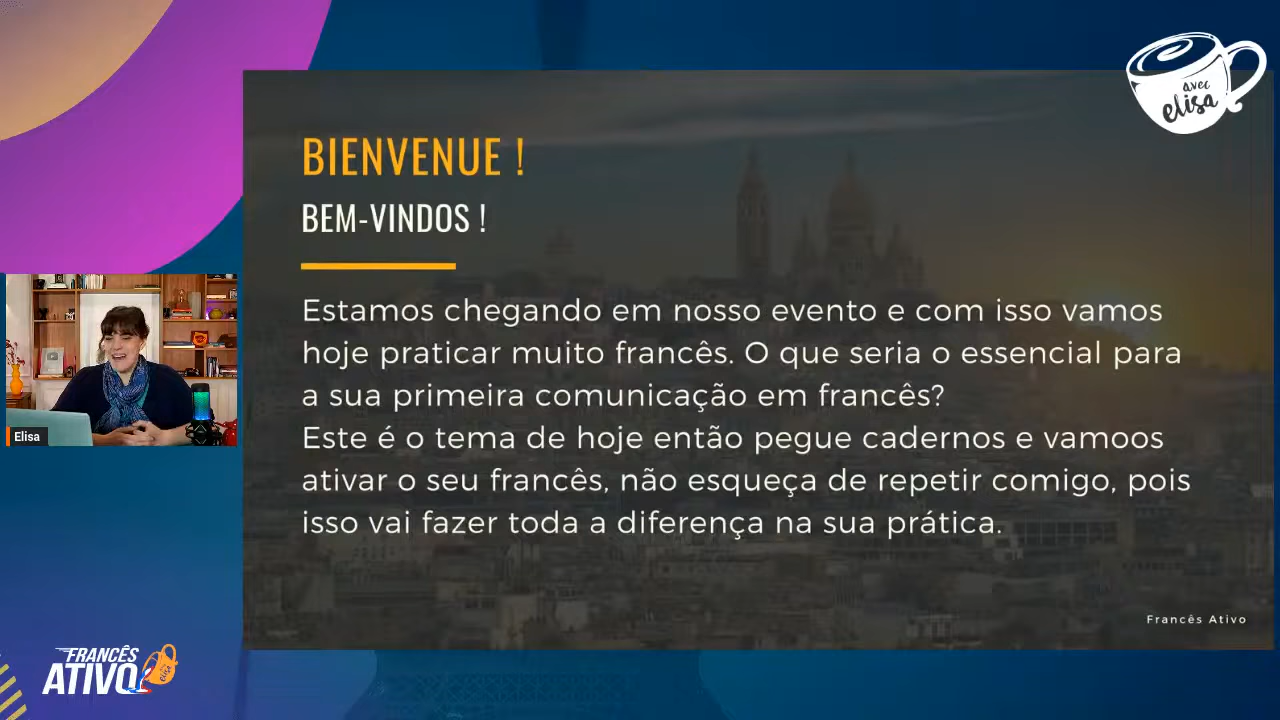 avec
elisa
BIENVENUE !
BEM-VINDOS !
Estamos chegando em nosso evento e com isso vamos
hoje praticar muito francês. O que seria o essencial para
a sua primeira comunicação em francês?
Este é o tema de hoje então pegue cadernos e vamoos
ativar o seu francês, não esqueça de repetir comigo, pois
isso vai fazer toda a diferença na sua prática.
Elisa
Francês Ativo
FRANCÊS
ATIVO
elisa